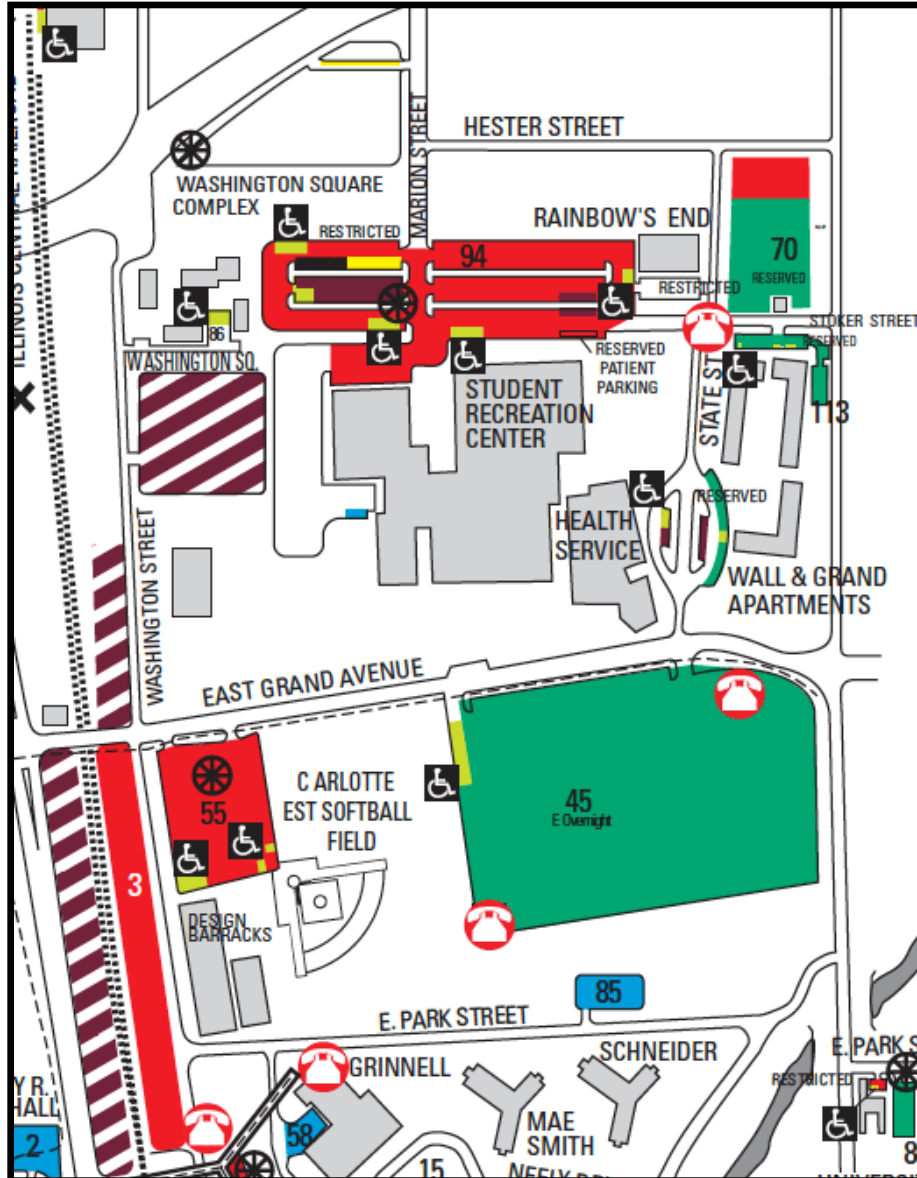 ILLINOIS CENTRAL RAILROAD
MARION STREET
HESTER STREET
WASHINGTON SQUARE
COMPLEX
RESTRICTED
RAINBOW'S END
94
70
RESERVED
RESTRICTED
86
WASHINGTON SQ.
STOKER STREET
RESERVED
RESERVED
PATIENT
PARKING
STATE ST
113
STUDENT
RECREATION
CENTER
RESERVED
HEALTH
SERVICE
WALL & GRAND
APARTMENTS
WASHINGTON STREET
EAST GRAND AVENUE
C ARLOTTE
EST SOFTBALL
FIELD
55
45
E Overnight
3
DESIGN
BARRACKS
85
E. PARK STREET
GRINNELL
SCHNEIDER
E. PARK S
RESTRICTED
Y R.
HALL
2
58
MAE
SMITH
15
8